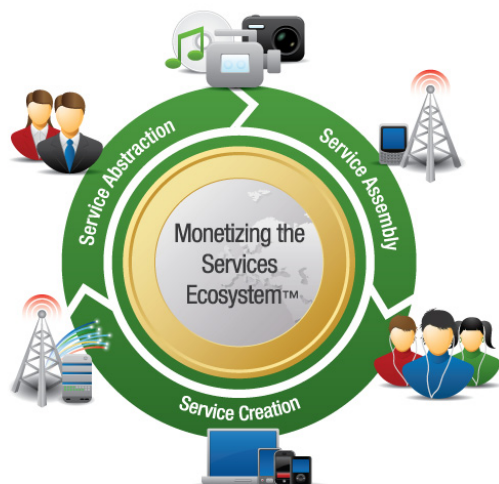 Service Abstraction
Service Assembly
Monetizing the
Services
Ecosystem™
Service Creation